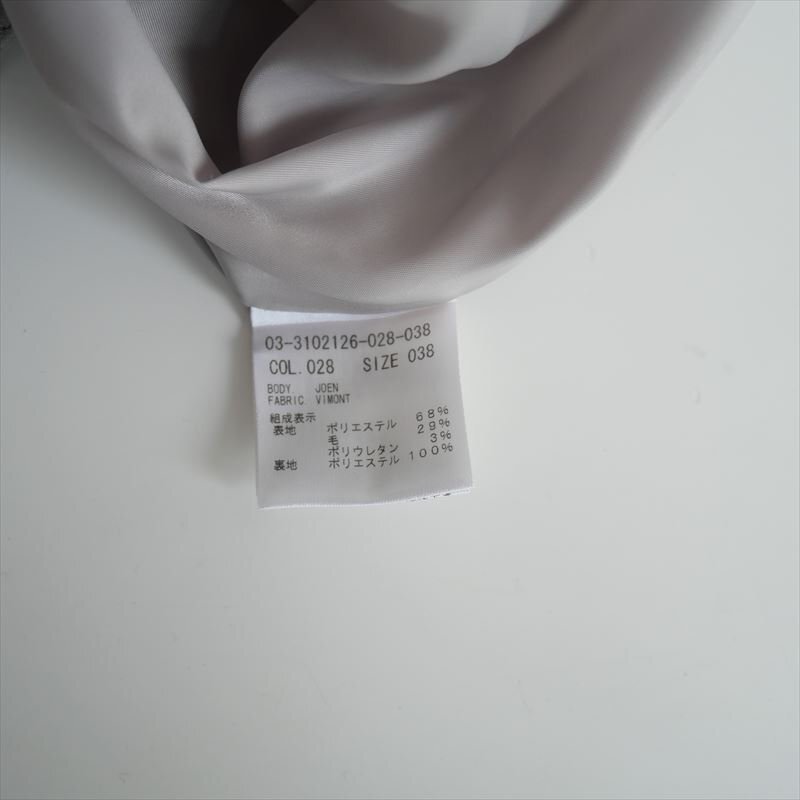 03-3102126-028-038
COL.028 SIZE 038
BODY JOEN
FABRIC VIMONT
組成表示
表地 ポリエステル 68%
毛 29%
ポリウレタン 3%
裏地 ポリエステル 100%